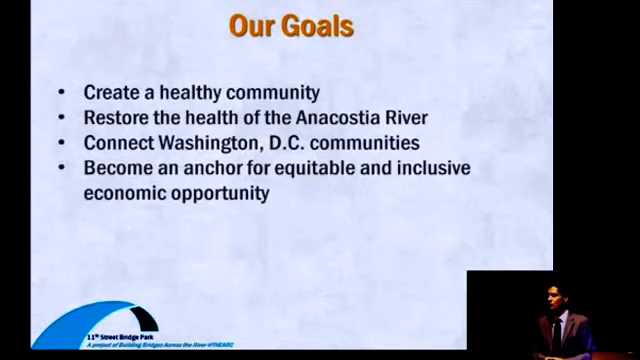 Our Goals
• Create a healthy community
• Restore the health of the Anacostia River
• Connect Washington, D.C. communities
• Become an anchor for equitable and inclusive
economic opportunity
11th Street Bridge Park
A project of Building Bridges Across the River @THEARC